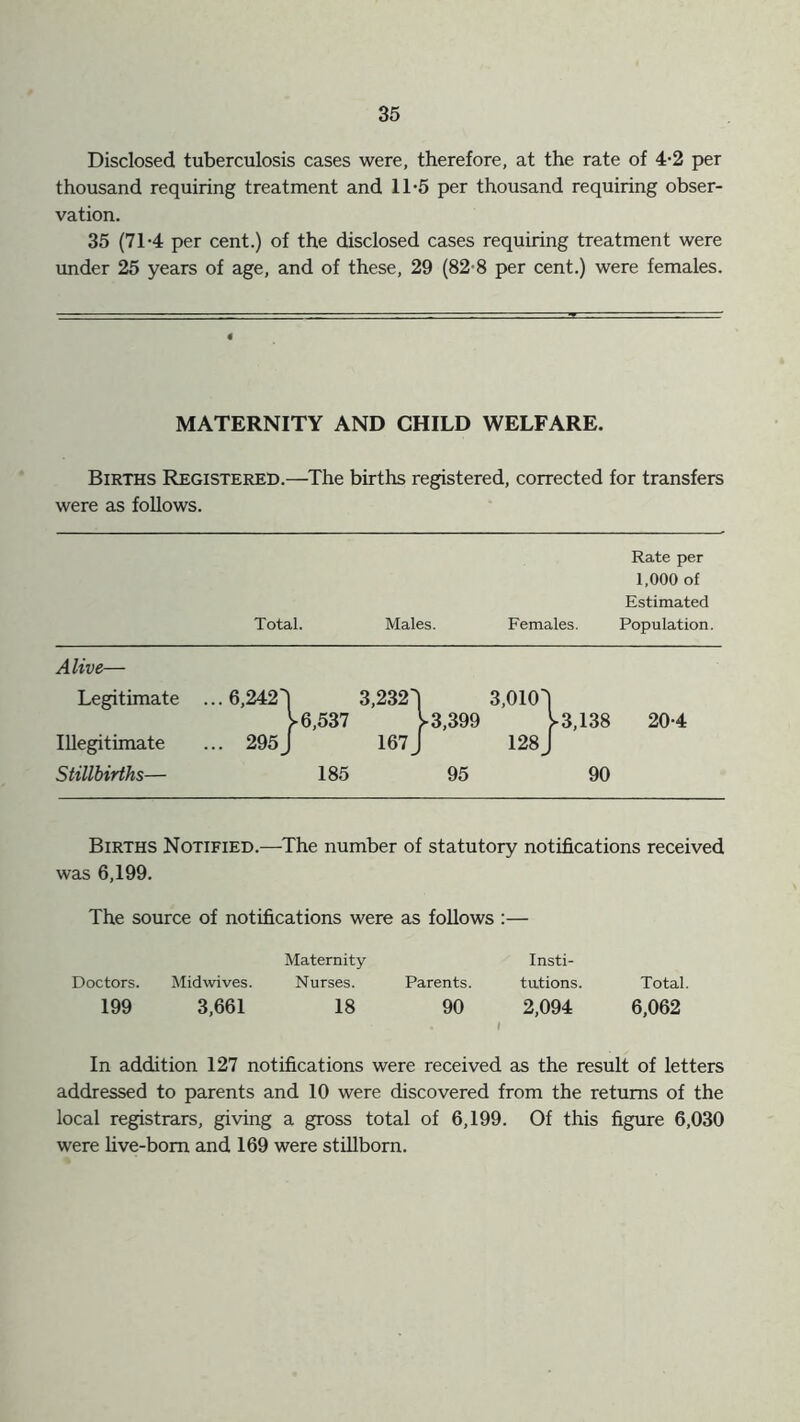 35
Disclosed tuberculosis cases were, therefore, at the rate of 4·2 per
thousand requiring treatment and 11·5 per thousand requiring obser-
vation.
35 (71·4 per cent.) of the disclosed cases requiring treatment were
under 25 years of age, and of these, 29 (82·8 per cent.) were females.
MATERNITY AND CHILD WELFARE.
Births Registered.—The births registered, corrected for transfers
were as follows.
Rate per
1,000 of
Estimated
Total. Males. Females. Population.
Alive—
Legitimate ... 6,242 3,232 3,010
}6,537 }3,399 }3,138 20·4
Illegitimate ... 295 167 128
Stillbirths— 185 95 90
Births Notified.—The number of statutory notifications received
was 6,199.
The source of notifications were as follows :—
Maternity Insti-
Doctors. Midwives. Nurses. Parents. tutions. Total.
199 3,661 18 90 2,094 6,062
In addition 127 notifications were received as the result of letters
addressed to parents and 10 were discovered from the returns of the
local registrars, giving a gross total of 6,199. Of this figure 6,030
were live-born and 169 were stillborn.